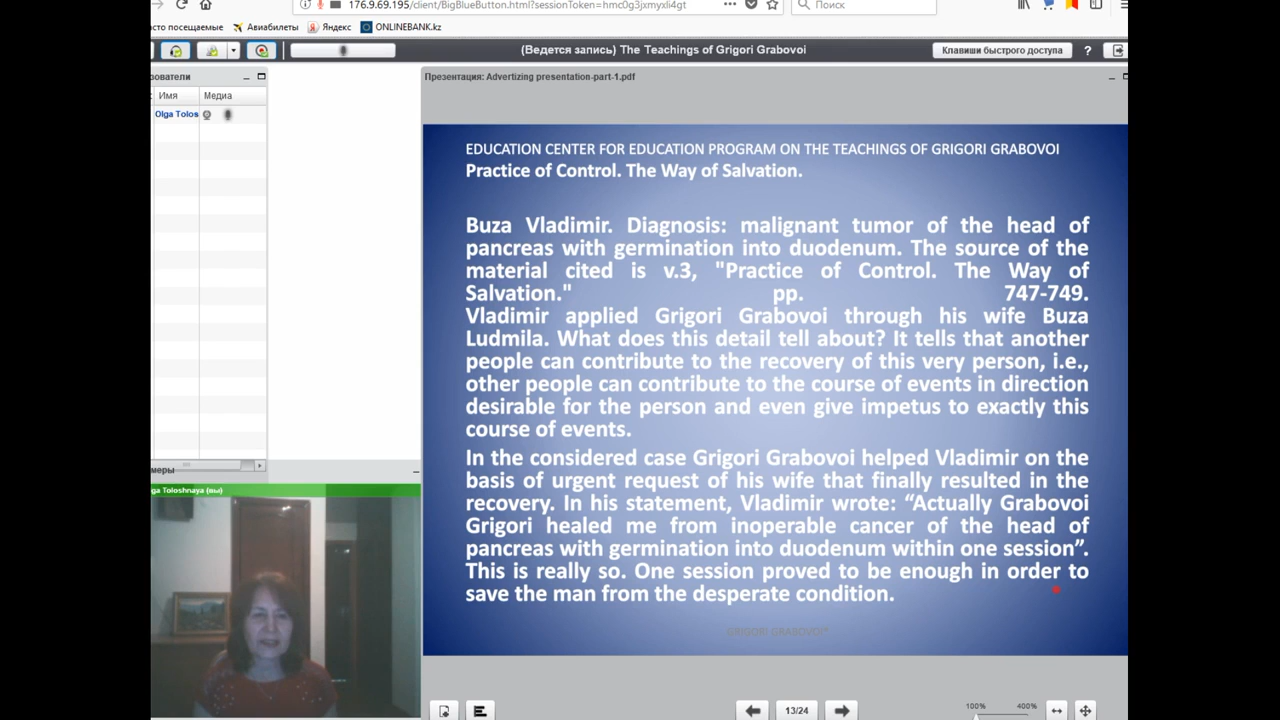 176.9.69.195/client/BigBlueButton.html?sessionToken=hmc0g3jxmyxli4gt
Поиск
сто посещаемые
Авиабилеты
Яндекс
ONLINEBANK.kz
(Ведется запись) The Teachings of Grigori Grabovoi
Клавиши быстрого доступа
?
зователи
Презентация: Advertizing presentation-part-1.pdf
Имя
Медиа
Olga Tolos
EDUCATION CENTER FOR EDUCATION PROGRAM ON THE TEACHINGS OF GRIGORI GRABOVOI
Practice of Control. The Way of Salvation.
Buza Vladimir. Diagnosis: malignant tumor of the head of
pancreas with germination into duodenum. The source of the
material cited is v.3, "Practice of Control. The Way of
Salvation." pp. 747-749.
Vladimir applied Grigori Grabovoi through his wife Buza
Ludmila. What does this detail tell about? It tells that another
people can contribute to the recovery of this very person, i.e.,
other people can contribute to the course of events in direction
desirable for the person and even give impetus to exactly this
course of events.
In the considered case Grigori Grabovoi helped Vladimir on the
basis of urgent request of his wife that finally resulted in the
recovery. In his statement, Vladimir wrote: “Actually Grabovoi
Grigori healed me from inoperable cancer of the head of
pancreas with germination into duodenum within one session”.
This is really so. One session proved to be enough in order to
save the man from the desperate condition.
GRIGORI GRABOVOI®
меры
ga Toloshnaya (вы)
13/24
100%
400%